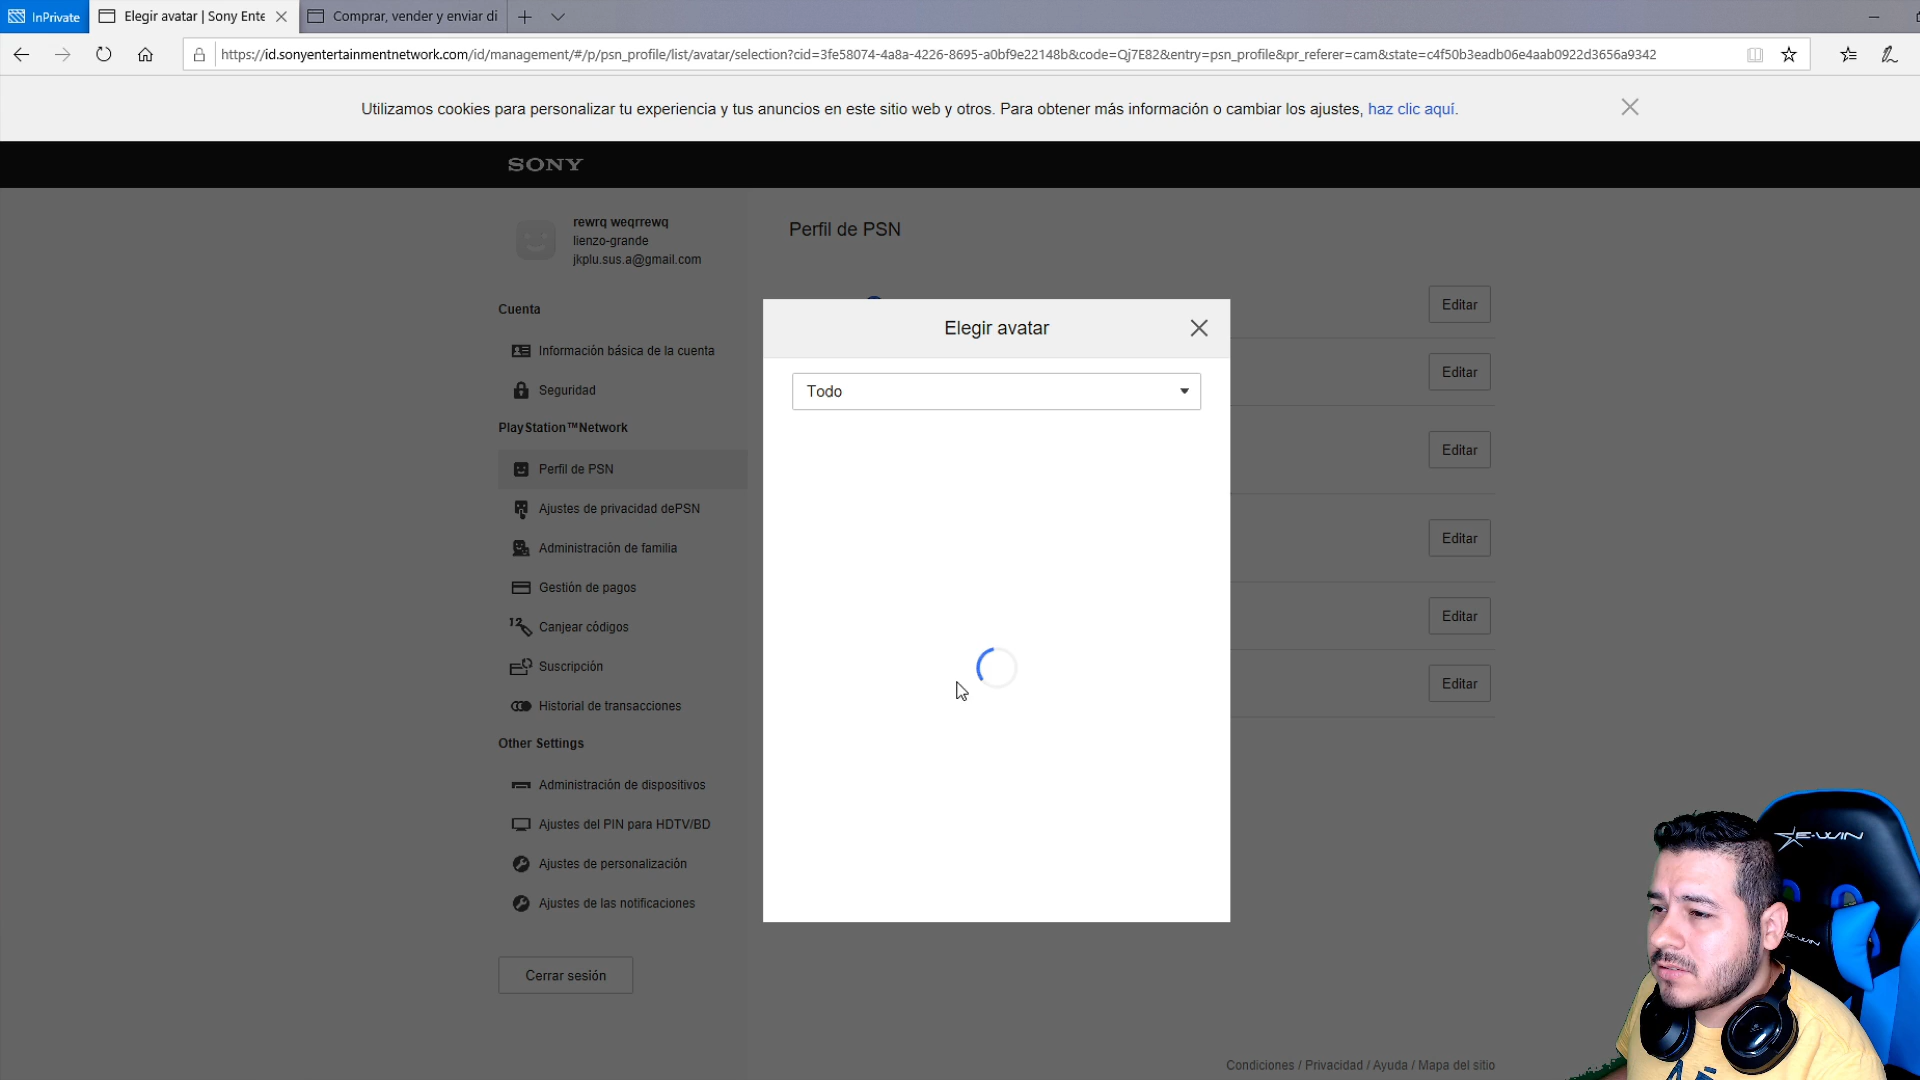 InPrivate
Elegir avatar | Sony Ente
Comprar, vender y enviar di
https://id.sonyentertainmentnetwork.com/id/management/#/p/psn_profile/list/avatar/selection?cid=3fe58074-4a8a-4226-8695-a0bf9e22148b&code=Qj7E82&entry=psn_profile&pr_referer=cam&state=c4f50b3eadb06e4aab0922d3656a9342
Utilizamos cookies para personalizar tu experiencia y tus anuncios en este sitio web y otros. Para obtener más información o cambiar los ajustes, haz clic aquí.
SONY
rewrq weqrrewq
lienzo-grande
jkplu.sus.a@gmail.com
Perfil de PSN
Cuenta
Información básica de la cuenta
Seguridad
PlayStation™Network
Perfil de PSN
Ajustes de privacidad dePSN
Administración de familia
Gestión de pagos
Canjear códigos
Suscripción
Historial de transacciones
Other Settings
Administración de dispositivos
Ajustes del PIN para HDTV/BD
Ajustes de personalización
Ajustes de las notificaciones
Cerrar sesión
Elegir avatar
Todo
Editar
Editar
Editar
Editar
Editar
Editar
E-WIN
E-WIN
Condiciones / Privacidad / Ayuda / Mapa del sitio